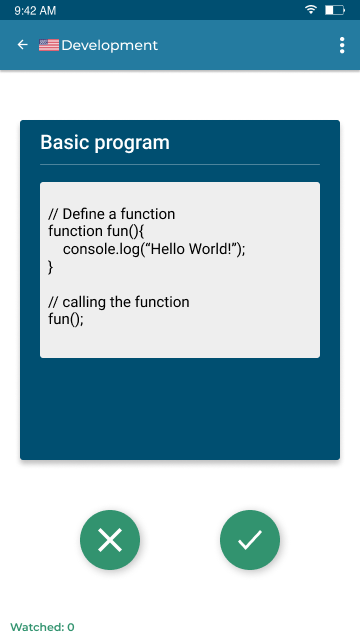 9:42 AM
Development
Basic program
// Define a function
function fun(){
    console.log(“Hello World!”);
}

// calling the function
fun();
Watched: 0